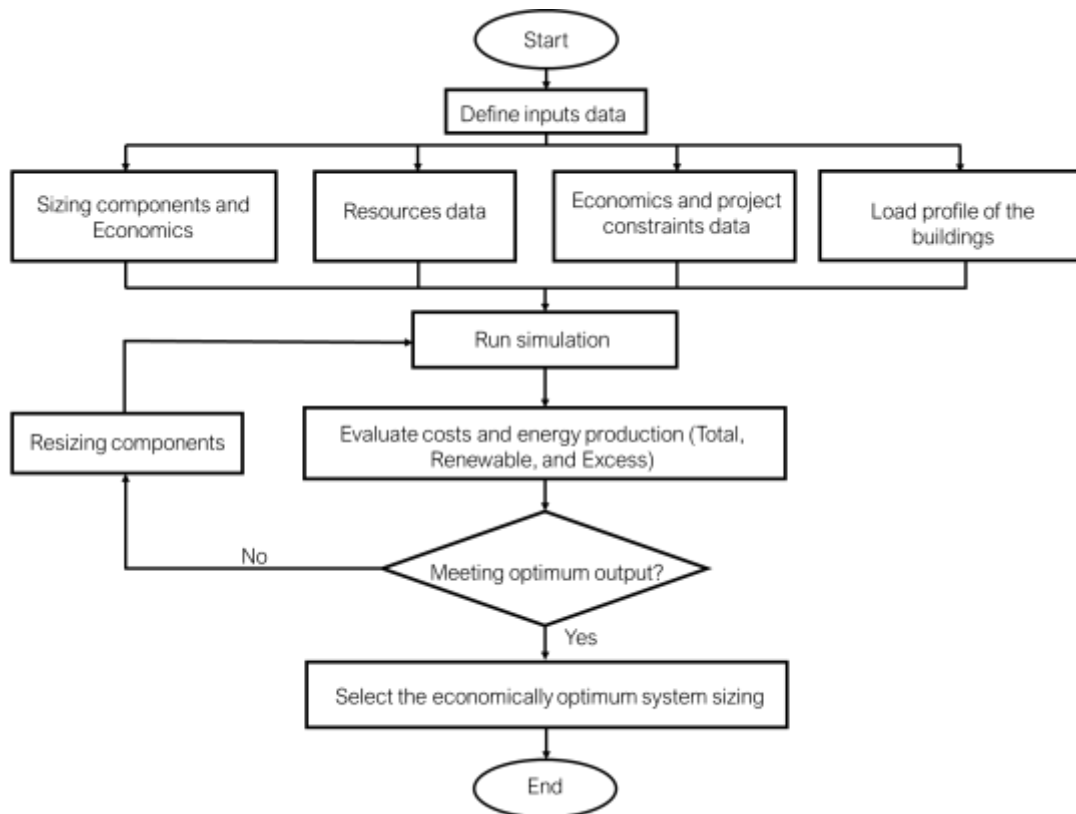 Start
Define inputs data
Sizing components and
Economics
Resources data
Economics and project
constraints data
Load profile of the
buildings
Run simulation
Resizing components
Evaluate costs and energy production (Total,
Renewable, and Excess)
No
Meeting optimum output?
Yes
Select the economically optimum system sizing
End